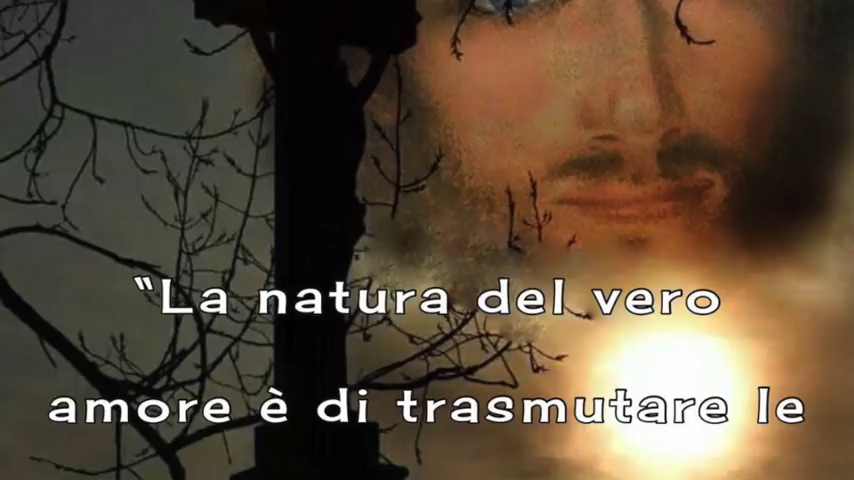 “La natura del vero
amore è di trasmutare le